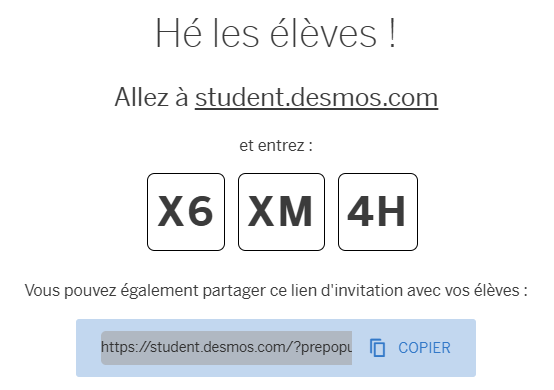 Hé les élèves !
Allez à student.desmos.com
et entrez :
X6 XM 4H
Vous pouvez également partager ce lien d'invitation avec vos élèves :
https://student.desmos.com/?prepopu COPIER